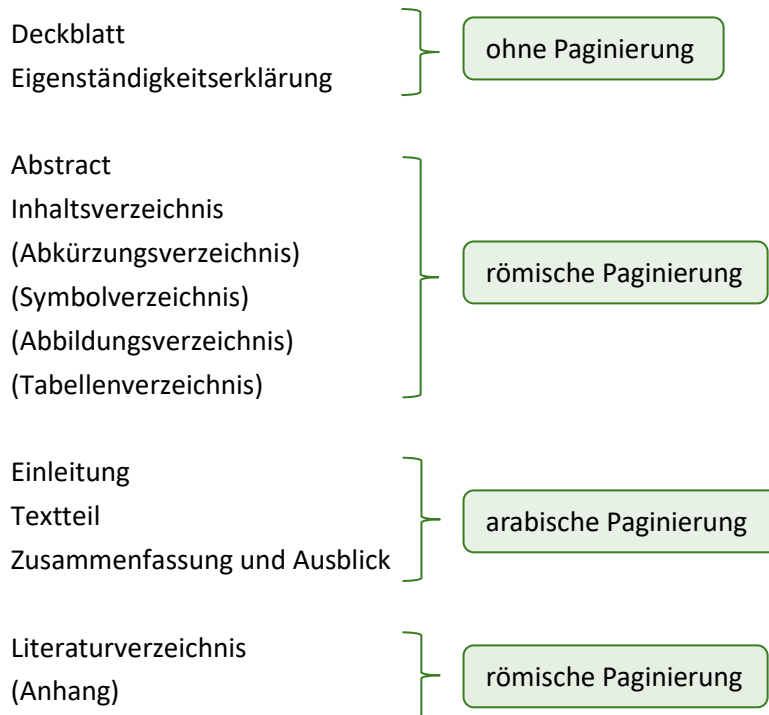 Deckblatt
Eigenständigkeitserklärung
ohne Paginierung
Abstract
Inhaltsverzeichnis
(Abkürzungsverzeichnis)
(Symbolverzeichnis)
(Abbildungsverzeichnis)
(Tabellenverzeichnis)
römische Paginierung
Einleitung
Textteil
Zusammenfassung und Ausblick
arabische Paginierung
Literaturverzeichnis
(Anhang)
römische Paginierung